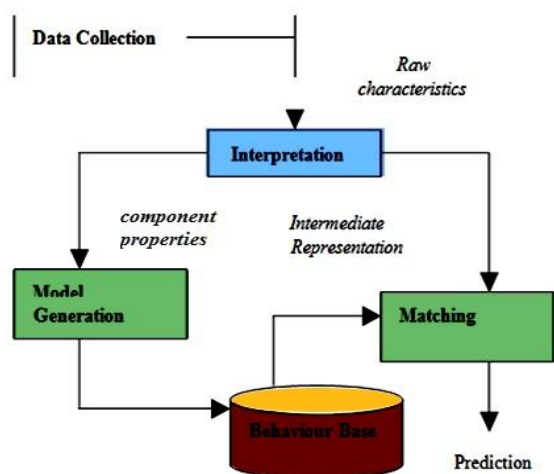 Data Collection
Raw
characteristics
Interpretation
component
properties
Intermediate
Representation
Model
Generation
Matching
Behaviour Base
Prediction